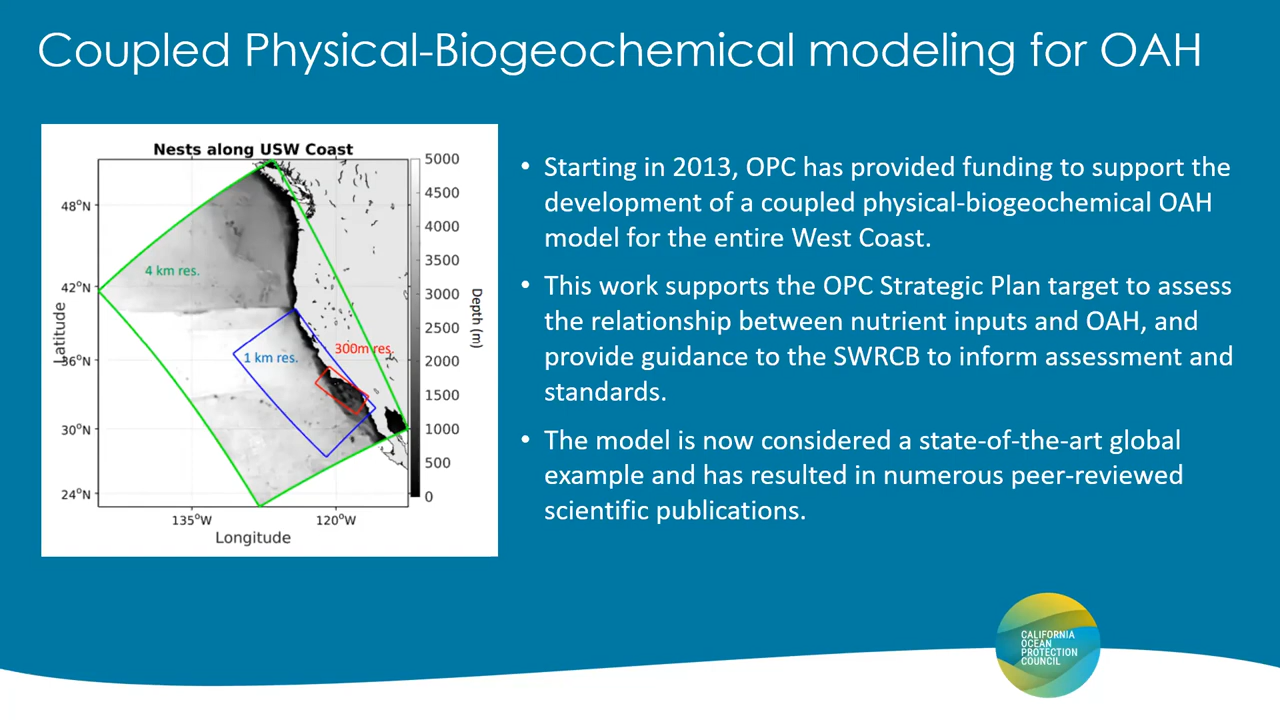 Coupled Physical-Biogeochemical modeling for OAH
Nests along USW Coast
5000
4500
4000
3500
3000
2500
2000
1500
1000
500
0
Depth (m)
48°N
42°N
36°N
30°N
24°N
Latitude
4 km res.
1 km res.
300m res.
135°W
120°W
Longitude
• Starting in 2013, OPC has provided funding to support the
development of a coupled physical-biogeochemical OAH
model for the entire West Coast.
• This work supports the OPC Strategic Plan target to assess
the relationship between nutrient inputs and OAH, and
provide guidance to the SWRCB to inform assessment and
standards.
• The model is now considered a state-of-the-art global
example and has resulted in numerous peer-reviewed
scientific publications.
CALIFORNIA
OCEAN
PROTECTION
COUNCIL